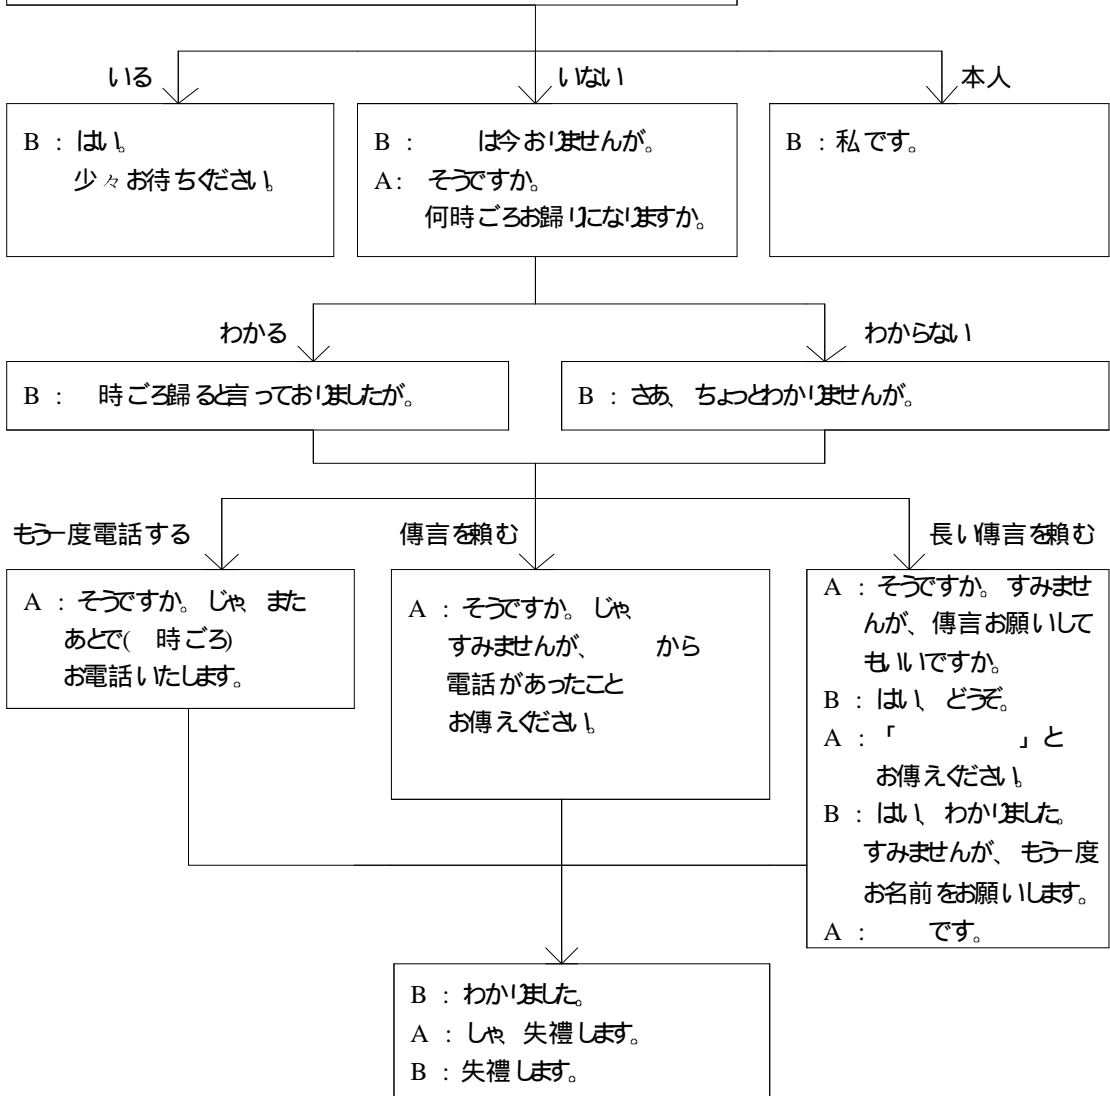 いる
いない
本人
B : はい。
少々お待ちください。
B :　　は今おりませんが。
A: そうですか。
何時ごろお歸りになりますか。
B : 私です。
わかる
わからない
B :　時ごろ歸ると言っておりましたが。
B : さあ、ちょっとわかりませんが。
もう一度電話する
傳言を賴む
長い傳言を賴む
A : そうですか。じゃ、また
あとで(　時ごろ)
お電話いたします。
A : そうですか。じゃ、
すみませんが、　　から
電話があったこと
お傳えください。
A : そうですか。すみませ
んが、傳言お願いして
もいいですか。
B : はい、どうぞ。
A : 「　　　　」と
お傳えください。
B : はい、わかりました。
すみませんが、もう一度
お名前をお願いします。
A :　　です。
B : わかりました。
A : しゃ、失禮します。
B : 失禮します。